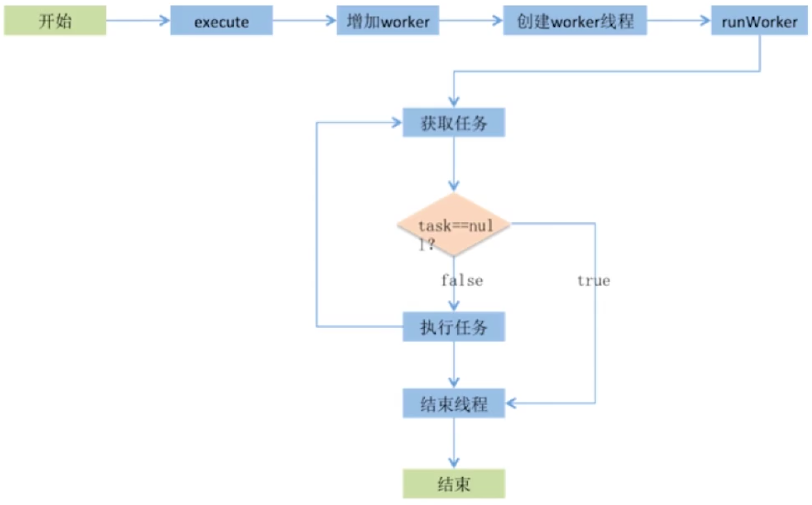 开始
execute
增加worker
创建worker线程
runWorker
获取任务
task==nul
l?
false
true
执行任务
结束线程
结束